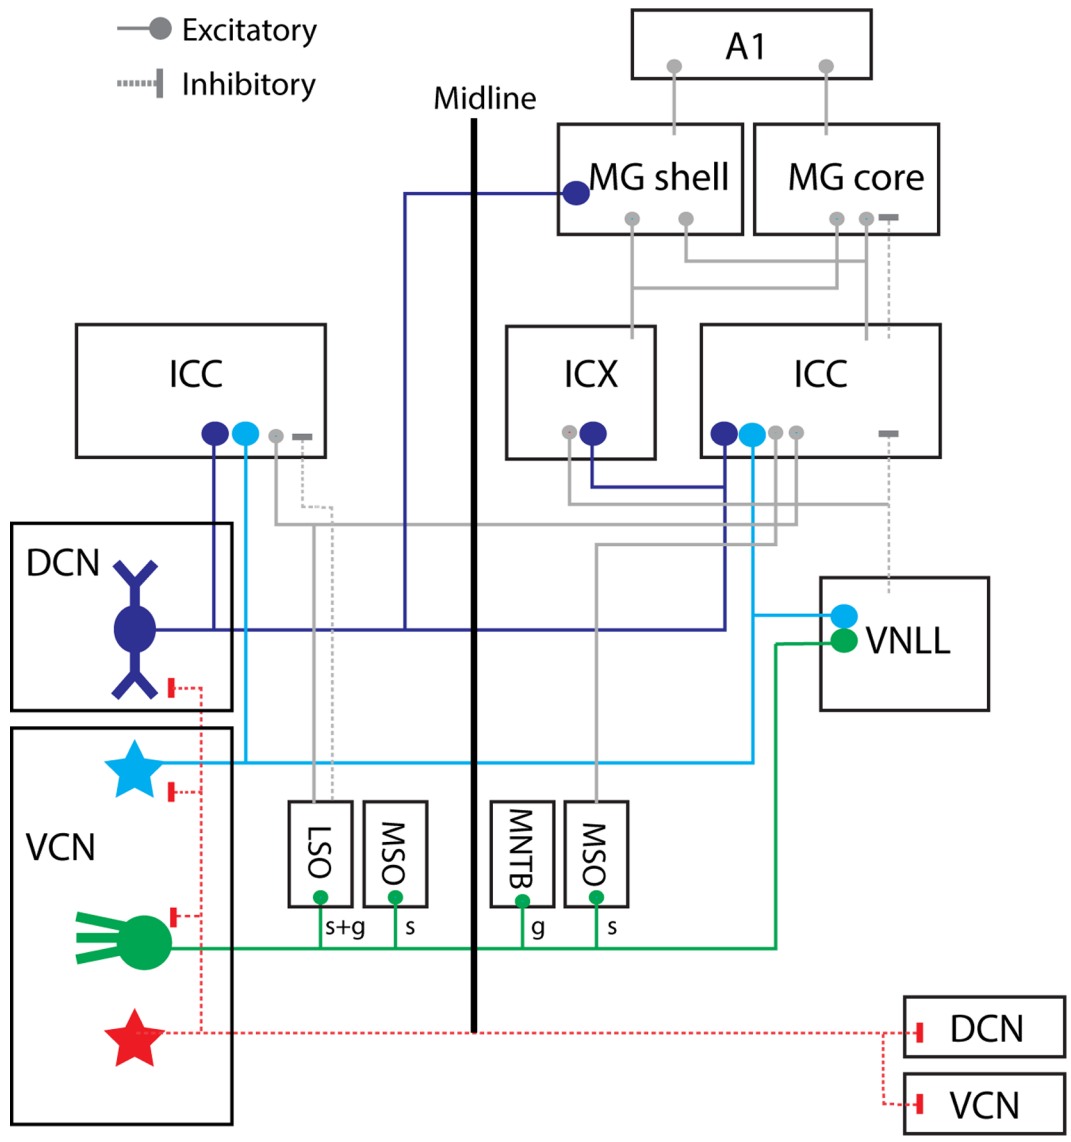 Excitatory
Inhibitory
Midline
A1
MG shell
MG core
ICC
ICX
ICC
DCN
VNLL
VCN
LSO
MSO
MNTB
MSO
s+g
s
g
s
DCN
VCN